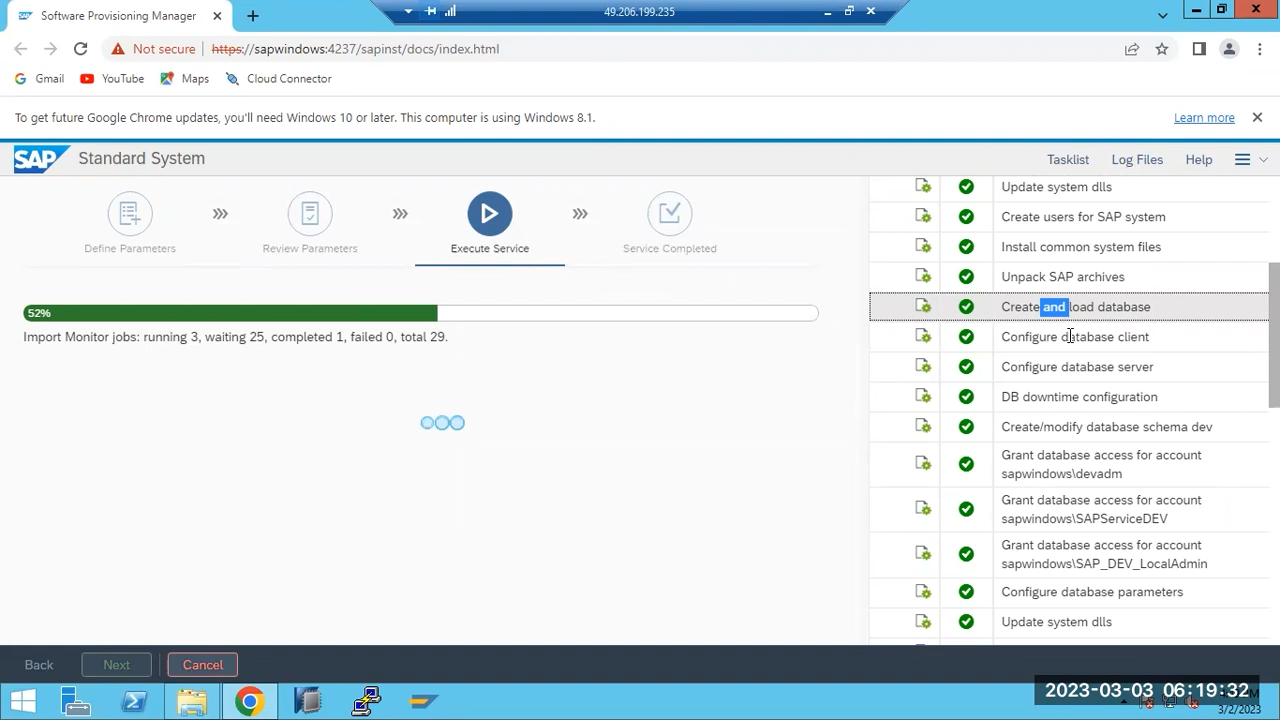 Software Provisioning Manager
49.206.199.235
Not secure
https://sapwindows:4237/sapinst/docs/index.html
Gmail
YouTube
Maps
Cloud Connector
To get future Google Chrome updates, you'll need Windows 10 or later. This computer is using Windows 8.1.
Learn more
SAP
Standard System
Tasklist
Log Files
Help
Define Parameters
Review Parameters
Execute Service
Service Completed
52%
Import Monitor jobs: running 3, waiting 25, completed 1, failed 0, total 29.
Update system dlls
Create users for SAP system
Install common system files
Unpack SAP archives
Create and load database
Configure database client
Configure database server
DB downtime configuration
Create/modify database schema dev
Grant database access for account
sapwindows\devadm
Grant database access for account
sapwindows\SAPServiceDEV
Grant database access for account
sapwindows\SAP_DEV_LocalAdmin
Configure database parameters
Update system dlls
Back
Next
Cancel
2023-03-03 06:19:32
3/2/2023